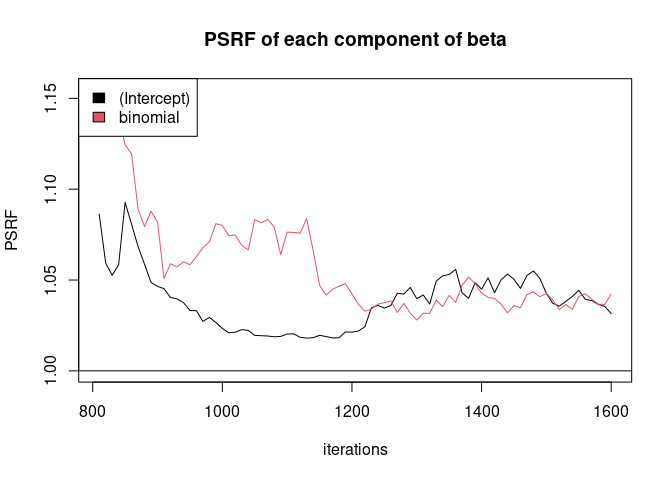 PSRF of each component of beta
(Intercept)
binomial
PSRF
1.15
1.10
1.05
1.00
800 1000 1200 1400 1600
iterations